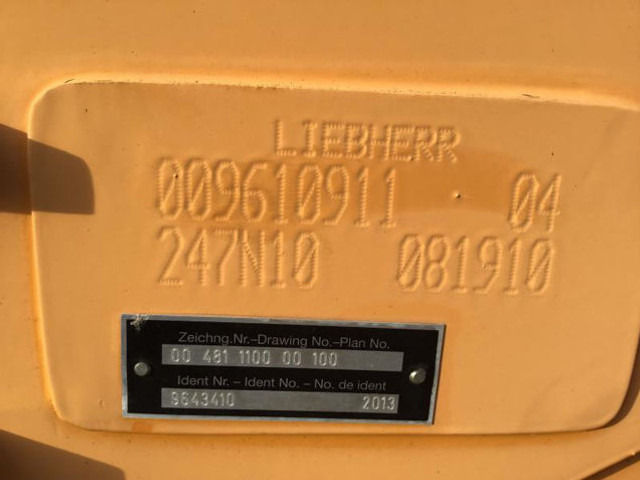 LIEBHERR
009610911 04
247N10 081910
Zeichng.Nr.–Drawing No.–Plan No.
00 481 1100 00 100
Ident Nr. – Ident No. – No. de ident
9643410 2013